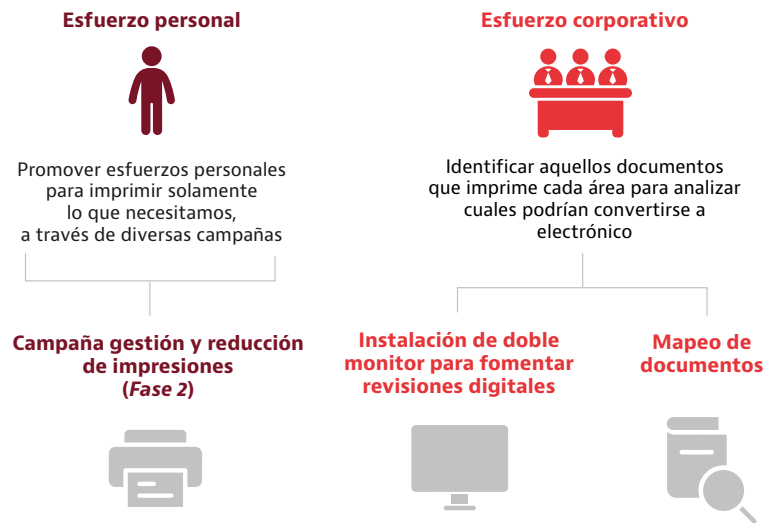 Esfuerzo personal
Promover esfuerzos personales
para imprimir solamente
lo que necesitamos,
a través de diversas campañas
Campaña gestión y reducción
de impresiones
(Fase 2)
Esfuerzo corporativo
Identificar aquellos documentos
que imprime cada área para analizar
cuales podrían convertirse a
electrónico
Instalación de doble
monitor para fomentar
revisiones digitales
Mapeo de
documentos